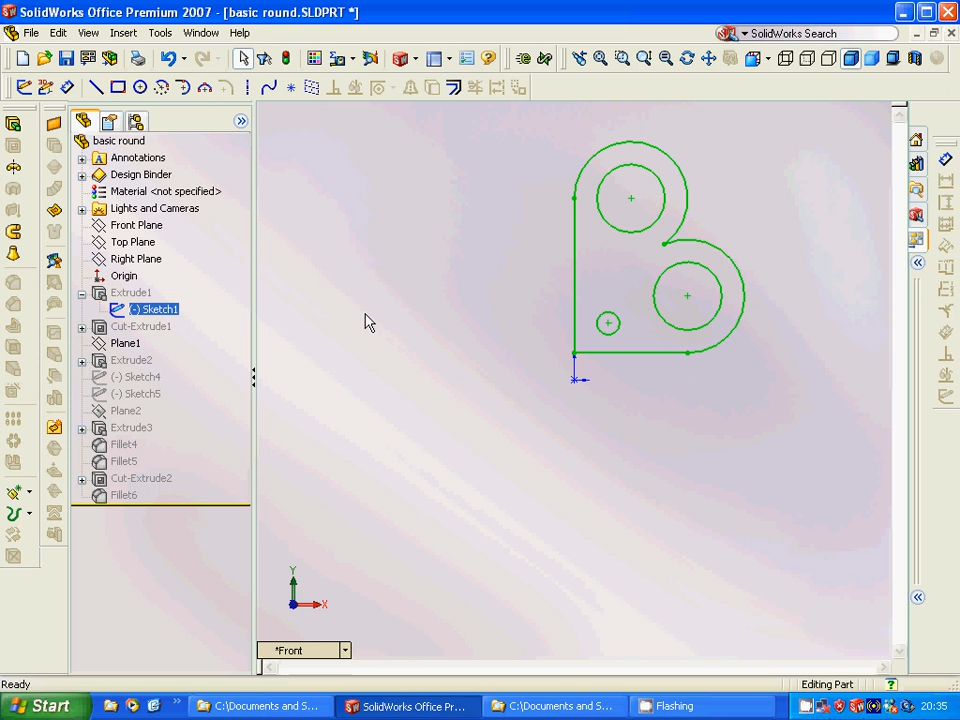 SolidWorks Office Premium 2007 - [basic round.SLDPRT *]
File Edit View Insert Tools Window Help
SolidWorks Search
basic round
Annotations
Design Binder
Material <not specified>
Lights and Cameras
Front Plane
Top Plane
Right Plane
Origin
Extrude1
(-) Sketch1
Cut-Extrude1
Plane1
Extrude2
(-) Sketch4
(-) Sketch5
Plane2
Extrude3
Fillet4
Fillet5
Cut-Extrude2
Fillet6
Y
X
*Front
Ready
Editing Part
Start
C:\Documents and S...
SolidWorks Office Pr...
C:\Documents and S...
Flashing
20:35